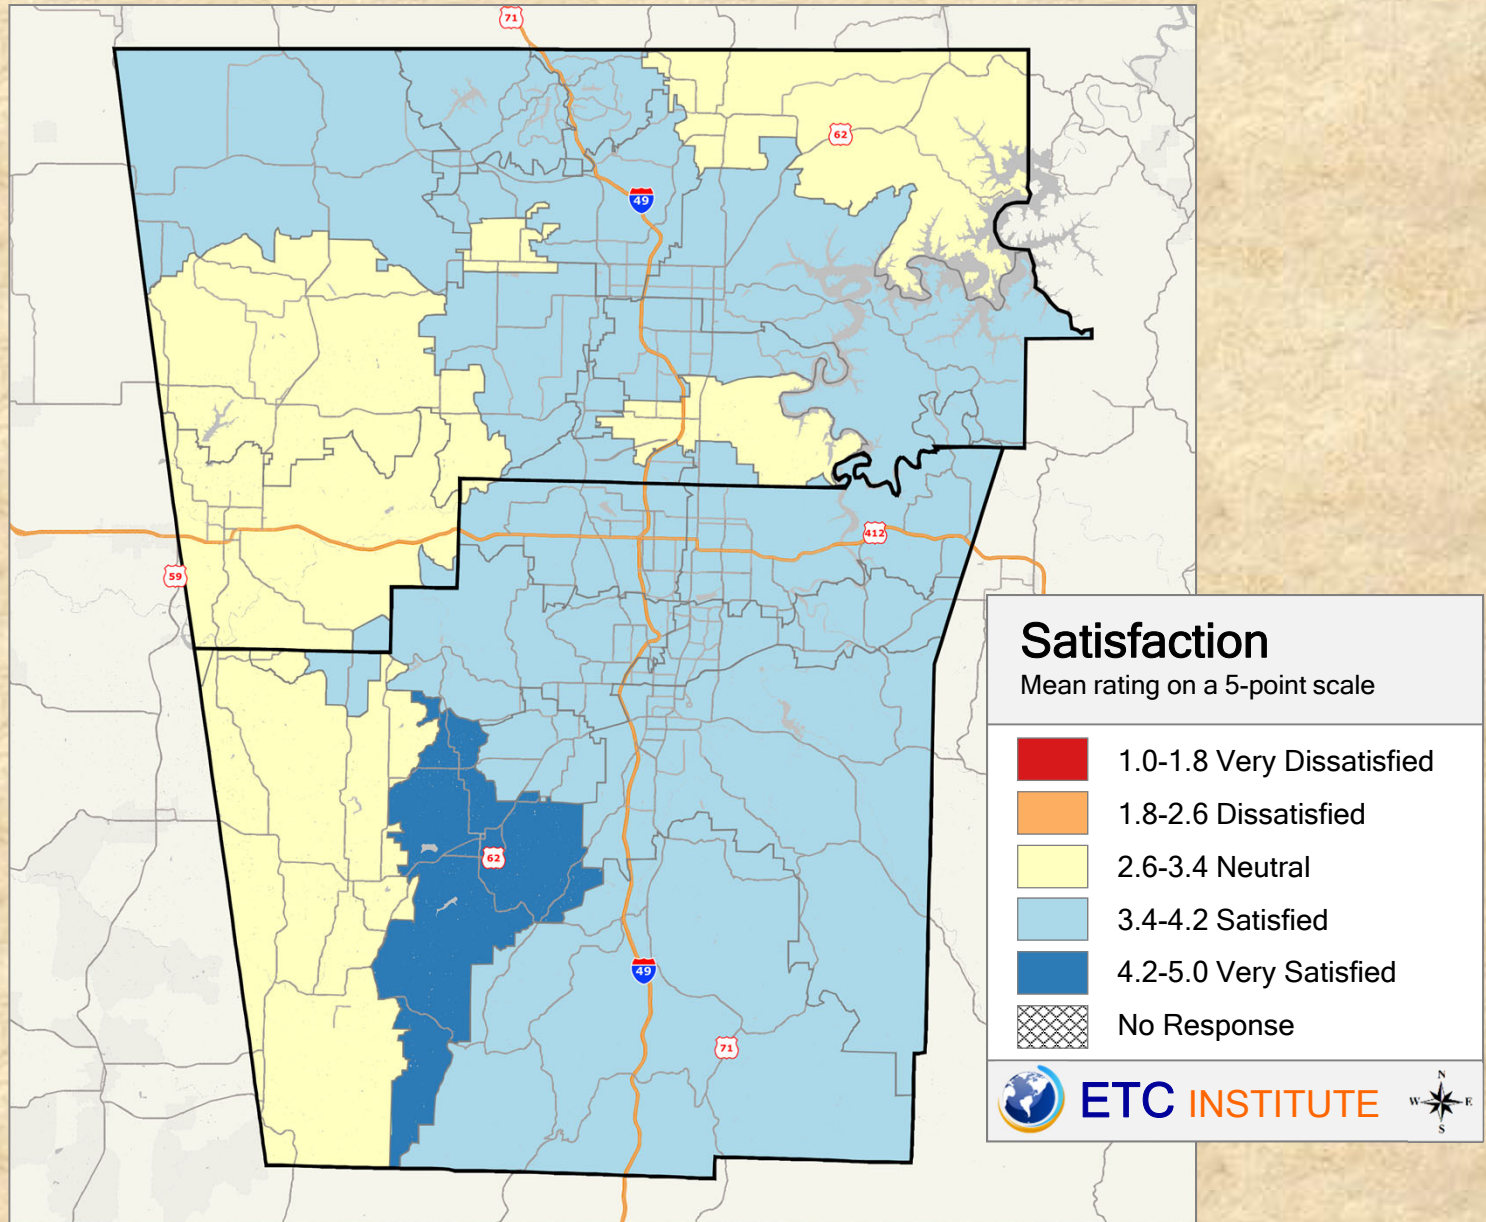 71
62
49
412
59
62
49
71
Satisfaction
Mean rating on a 5-point scale
1.0-1.8 Very Dissatisfied
1.8-2.6 Dissatisfied
2.6-3.4 Neutral
3.4-4.2 Satisfied
4.2-5.0 Very Satisfied
No Response
ETC INSTITUTE
N
W E
S